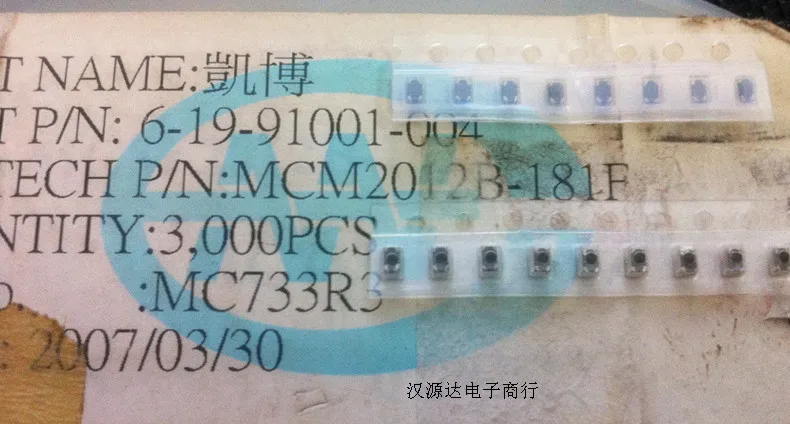 T NAME:凱博
T P/N: 6-19-91001-004
TECH P/N:MCM2012B-181F
NTITY:3,000PCS
o. :MC733R3
: 2007/03/30
汉源达电子商行